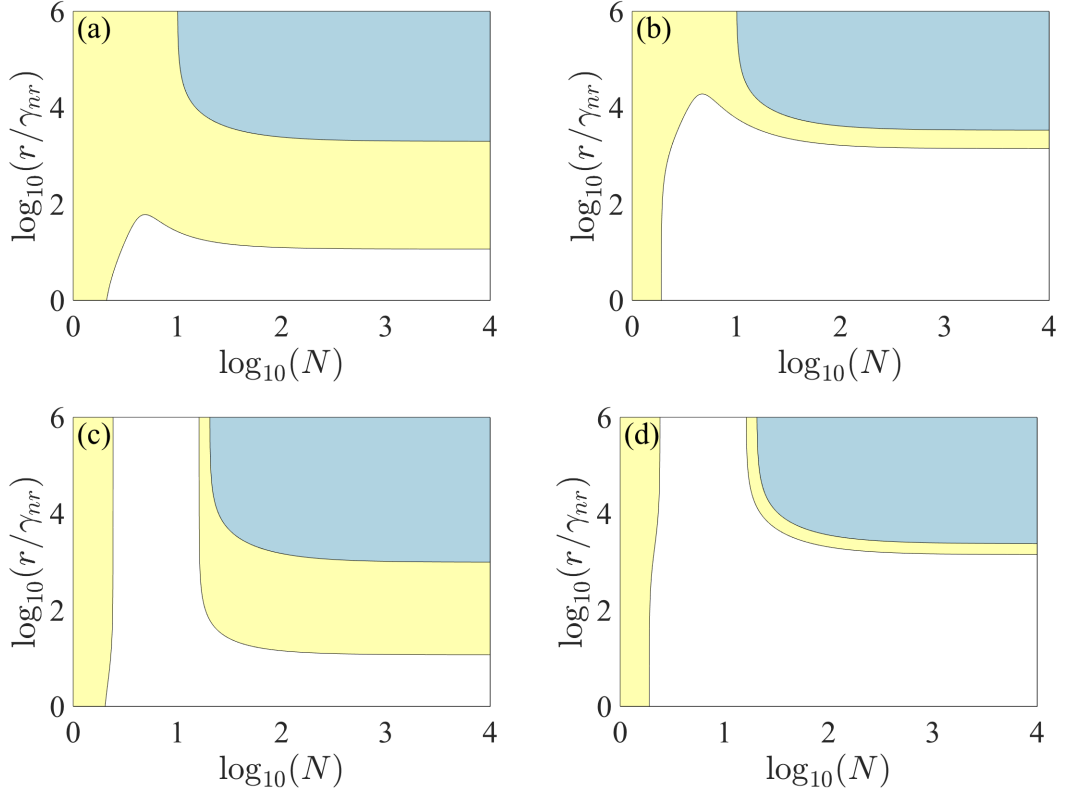 (a)
6
4
2
0
log₁₀(r/γₙᵣ)
0 1 2 3 4
log₁₀(N)
(b)
6
4
2
0
log₁₀(r/γₙᵣ)
0 1 2 3 4
log₁₀(N)
(c)
6
4
2
0
log₁₀(r/γₙᵣ)
0 1 2 3 4
log₁₀(N)
(d)
6
4
2
0
log₁₀(r/γₙᵣ)
0 1 2 3 4
log₁₀(N)